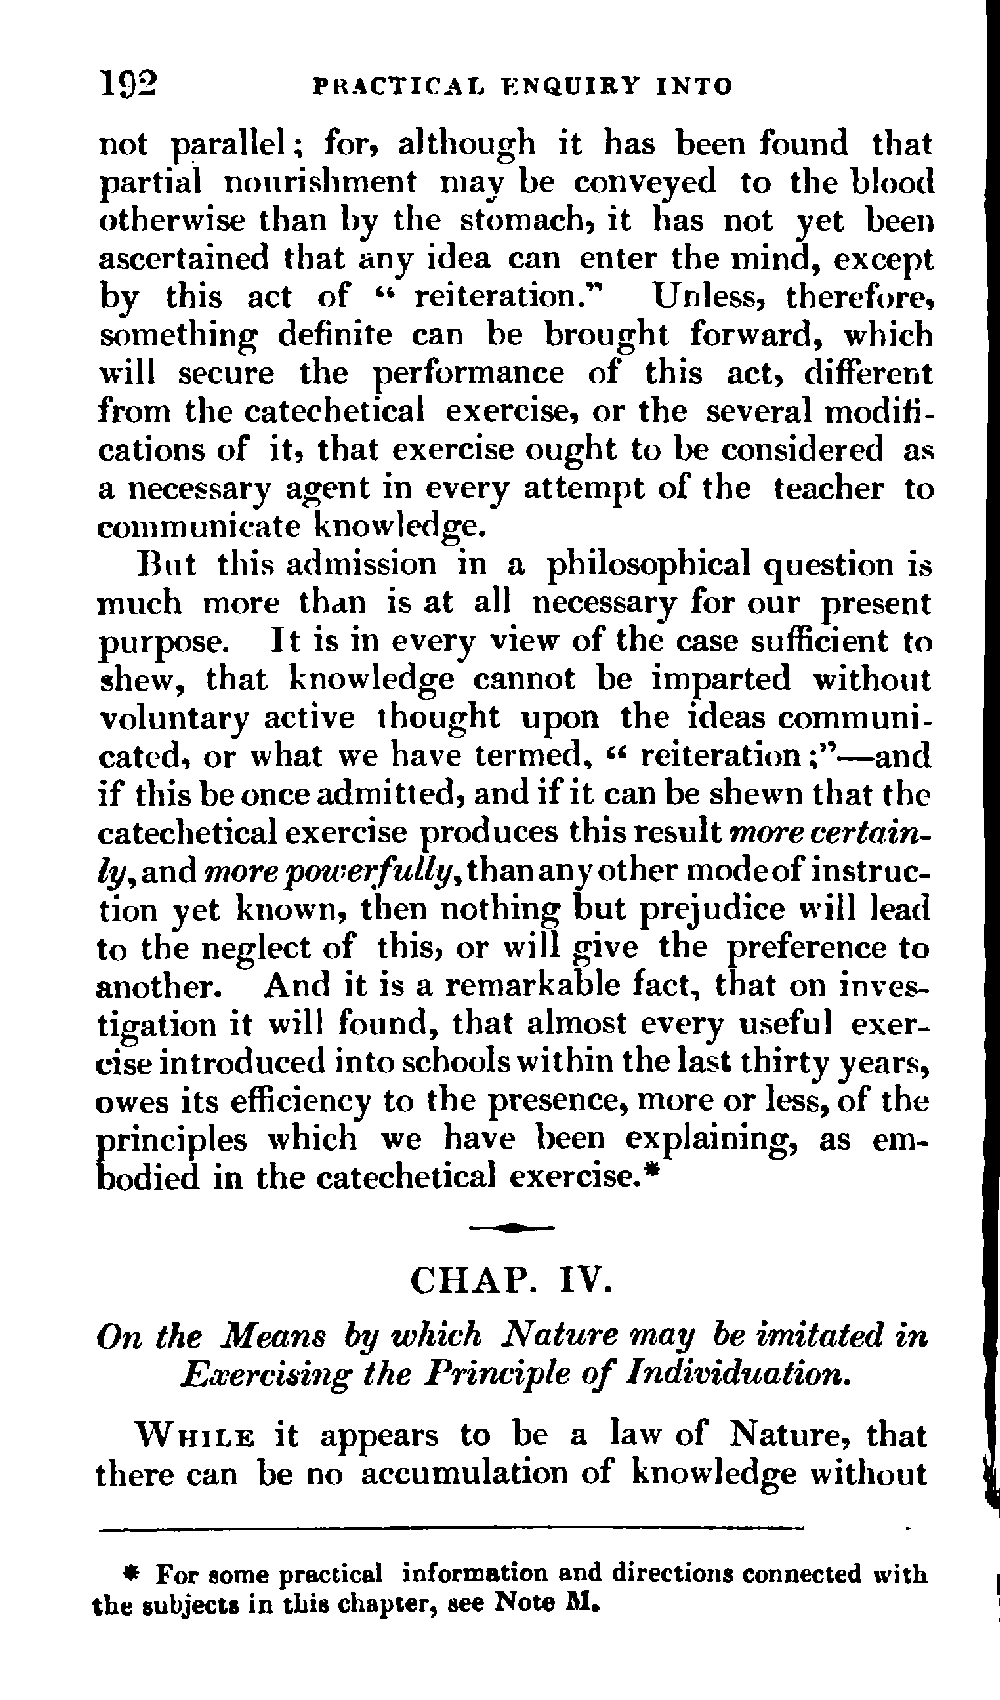 192 PRACTICAL ENQUIRY INTO
not parallel; for, although it has been found that
partial nourishment may be conveyed to the blood
otherwise than by the stomach, it has not yet been
ascertained that any idea can enter the mind, except
by this act of “ reiteration.” Unless, therefore,
something definite can be brought forward, which
will secure the performance of this act, different
from the catechetical exercise, or the several modifi-
cations of it, that exercise ought to be considered as
a necessary agent in every attempt of the teacher to
communicate knowledge.
But this admission in a philosophical question is
much more than is at all necessary for our present
purpose. It is in every view of the case sufficient to
shew, that knowledge cannot be imparted without
voluntary active thought upon the ideas communi-
cated, or what we have termed, “ reiteration;”—and
if this be once admitted, and if it can be shewn that the
catechetical exercise produces this result more certain-
ly, and more powerfully, than any other mode of instruc-
tion yet known, then nothing but prejudice will lead
to the neglect of this, or will give the preference to
another. And it is a remarkable fact, that on inves-
tigation it will found, that almost every useful exer-
cise introduced into schools within the last thirty years,
owes its efficiency to the presence, more or less, of the
principles which we have been explaining, as em-
bodied in the catechetical exercise.*
CHAP. IV.
On the Means by which Nature may be imitated in
Exercising the Principle of Individuation.
WHILE it appears to be a law of Nature, that
there can be no accumulation of knowledge without
* For some practical information and directions connected with
the subjects in this chapter, see Note M.